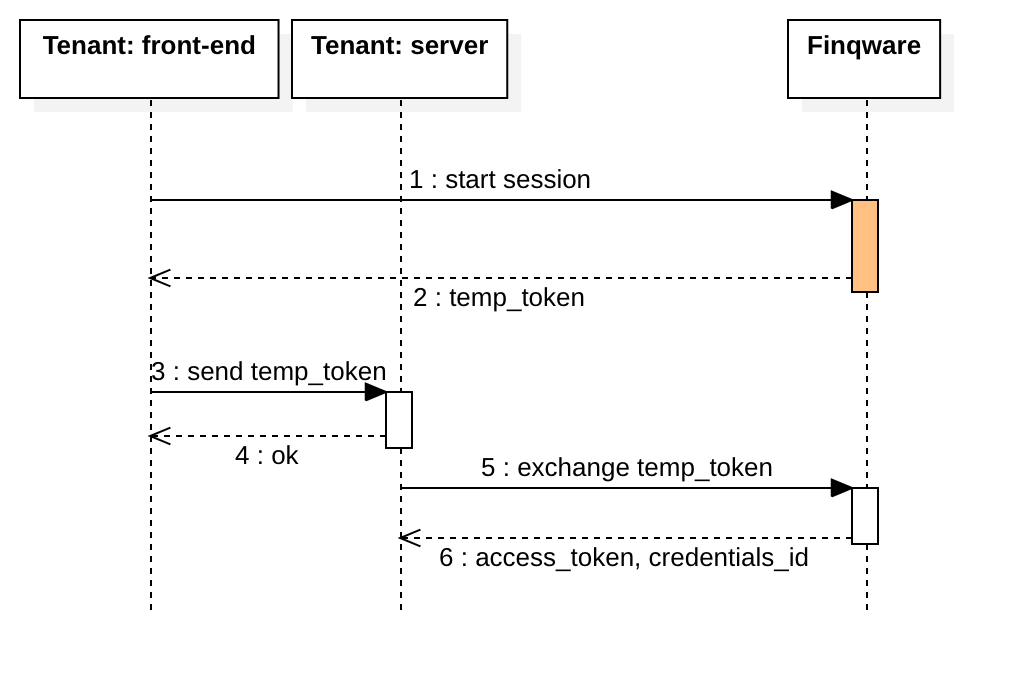 Tenant: front-end
Tenant: server
Finqware
1 : start session
2 : temp_token
3 : send temp_token
4 : ok
5 : exchange temp_token
6 : access_token, credentials_id